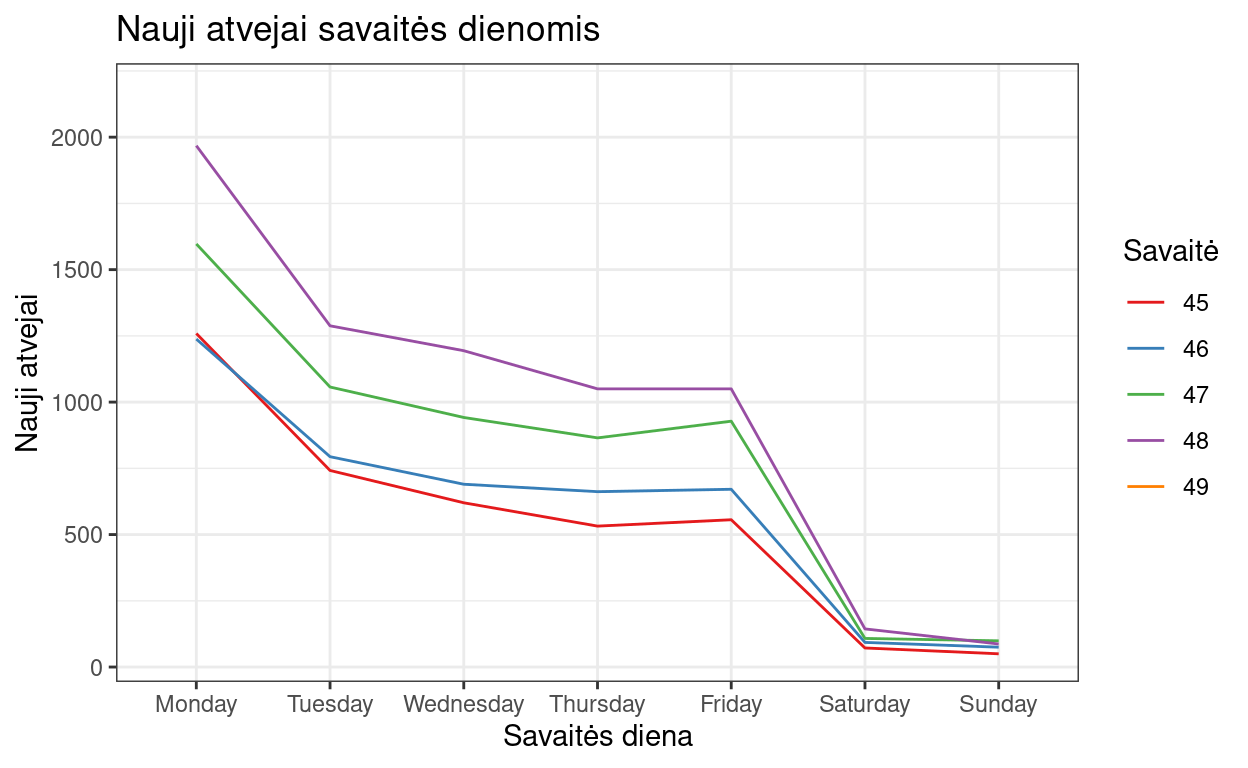 Nauji atvejai savaitės dienomis
Nauji atvejai
2000
1500
1000
500
0
Monday Tuesday Wednesday Thursday Friday Saturday Sunday
Savaitės diena
Savaitė
45
46
47
48
49